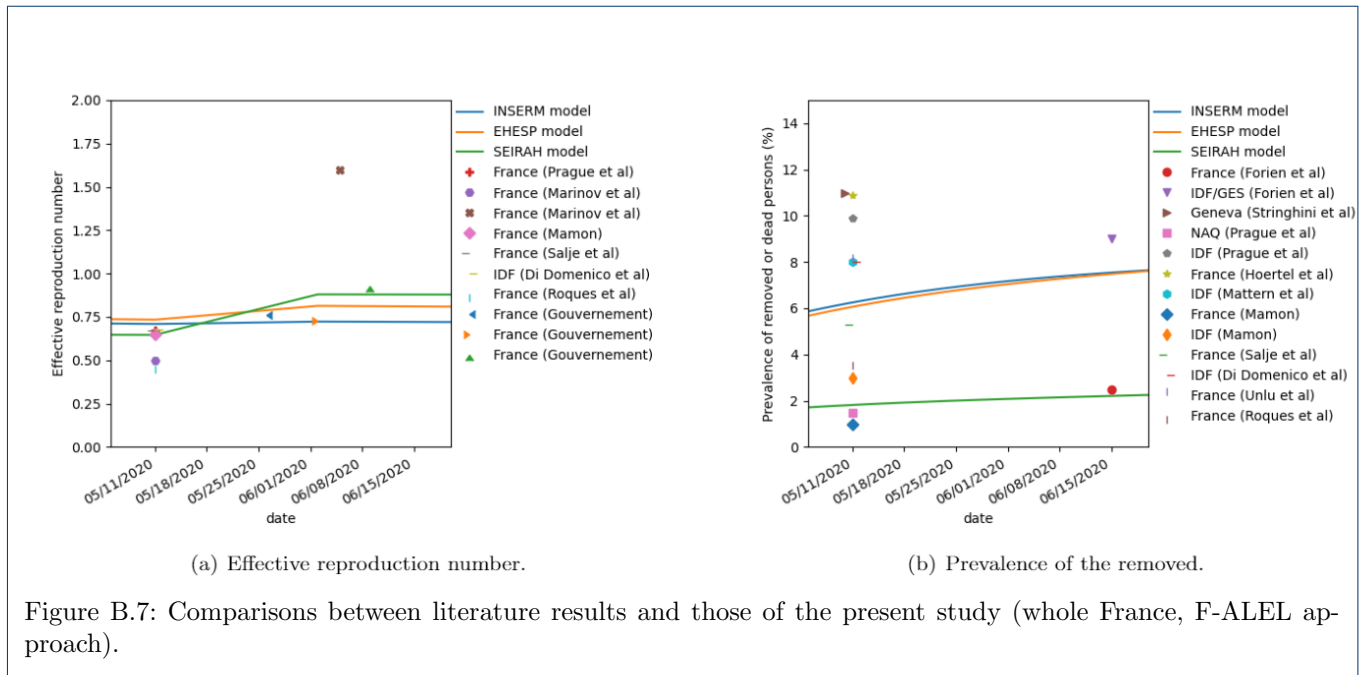 2.00
1.75
1.50
1.25
1.00
0.75
0.50
0.25
0.00
Effective reproduction number
05/11/2020
05/18/2020
05/25/2020
06/01/2020
06/08/2020
06/15/2020
date
INSERM model
EHESP model
SEIRAH model
France (Prague et al)
France (Marinov et al)
France (Marinov et al)
France (Mamon)
France (Salje et al)
IDF (Di Domenico et al)
France (Roques et al)
France (Gouvernement)
France (Gouvernement)
France (Gouvernement)
(a) Effective reproduction number.
14
12
10
8
6
4
2
0
Prevalence of removed or dead persons (%)
05/11/2020
05/18/2020
05/25/2020
06/01/2020
06/08/2020
06/15/2020
date
INSERM model
EHESP model
SEIRAH model
France (Forien et al)
IDF/GES (Forien et al)
Geneva (Stringhini et al)
NAQ (Prague et al)
IDF (Prague et al)
France (Hoertel et al)
IDF (Mattern et al)
France (Mamon)
IDF (Mamon)
France (Salje et al)
IDF (Di Domenico et al)
France (Unlu et al)
France (Roques et al)
(b) Prevalence of the removed.
Figure B.7: Comparisons between literature results and those of the present study (whole France, F-ALEL ap-
proach).